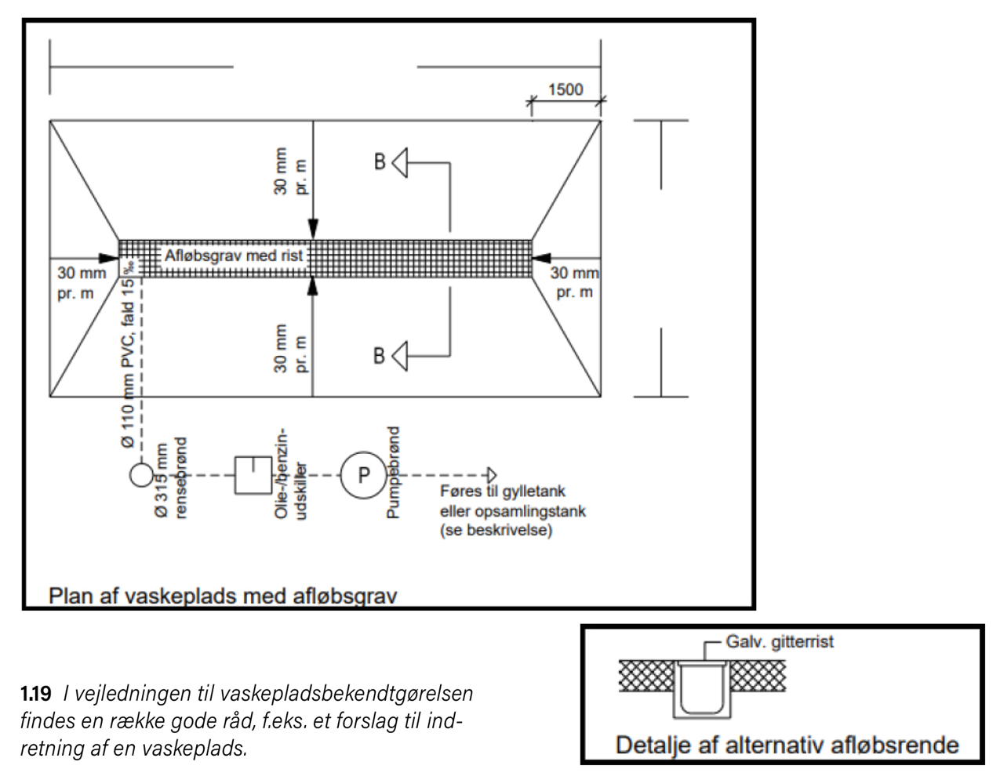 1500
30 mm
pr. m
B
Afløbsgrav med rist
30 mm
pr. m
30 mm
pr. m
30 mm
pr. m
B
Ø 110 mm PVC, fald 15 ‰
Ø 315 mm
rensebrønd
Olie-/benzin-
udskiller
P
Pumpebrønd
Føres til gylletank
eller opsamlingstank
(se beskrivelse)
Plan af vaskeplads med afløbsgrav
Galv. gitterrist
Detalje af alternativ afløbsrende
1.19 I vejledningen til vaskepladsbekendtgørelsen
findes en række gode råd, f.eks. et forslag til ind-
retning af en vaskeplads.